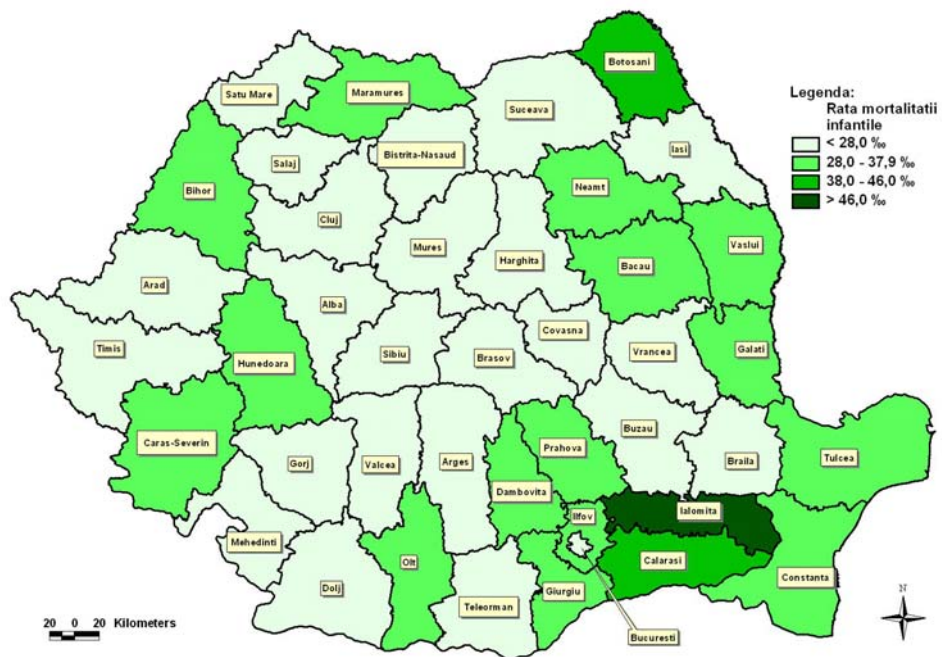 Botosani
Satu Mare
Maramures
Suceava
Legenda:
Rata mortalitatii
infantile
< 28,0 ‰
28,0 - 37,9 ‰
38,0 - 46,0 ‰
> 46,0 ‰
Iasi
Salaj
Bistrita-Nasaud
Bihor
Neamt
Cluj
Mures
Harghita
Bacau
Vaslui
Arad
Alba
Covasna
Timis
Hunedoara
Sibiu
Brasov
Vrancea
Galati
Caras-Severin
Gorj
Valcea
Arges
Prahova
Buzau
Braila
Tulcea
Dambovita
Ilfov
Ialomita
Mehedinti
Olt
Calarasi
Constanta
Dolj
Teleorman
Giurgiu
Bucuresti
20 0 20 Kilometers
N